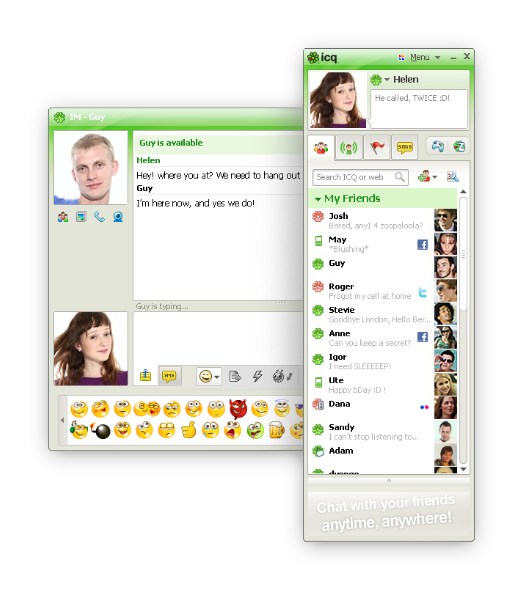 icq
Menu
Helen
He called, TWICE :D!
IM - Guy
Guy is available
Helen
Hey! where you at? We need to hang out
Guy
I'm here now, and yes we do!
Guy is typing...
SMS
SMS
Search ICQ or web
My Friends
Josh
Bored, any1 4 zoopaloola?
May
*Blushing*
Guy
Roger
Frogot my cell at home
Stevie
Goodbye London, Hello Ber...
Anne
Can you keep a secret?
Igor
I need SLEEEEP!
Ute
Happy bDay :D !
Dana
Sandy
I can't stop listening to...
Adam
Chat with your friends
anytime, anywhere!